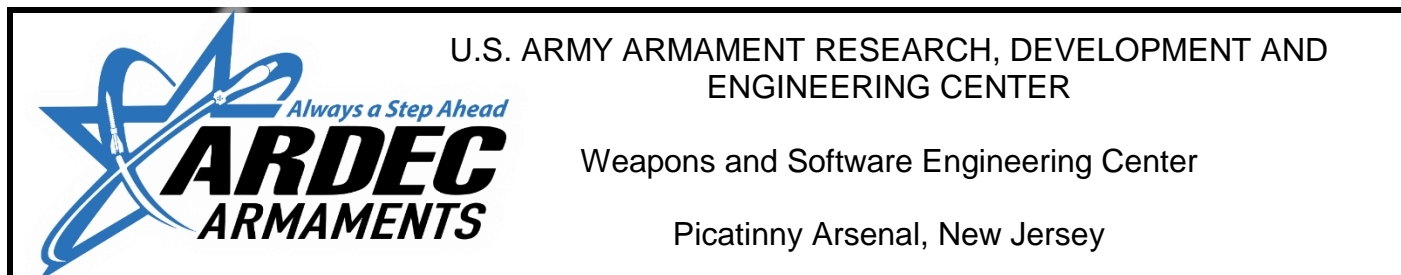 U.S. ARMY ARMAMENT RESEARCH, DEVELOPMENT AND
ENGINEERING CENTER
Always a Step Ahead
ARDEC
ARMAMENTS
Weapons and Software Engineering Center
Picatinny Arsenal, New Jersey